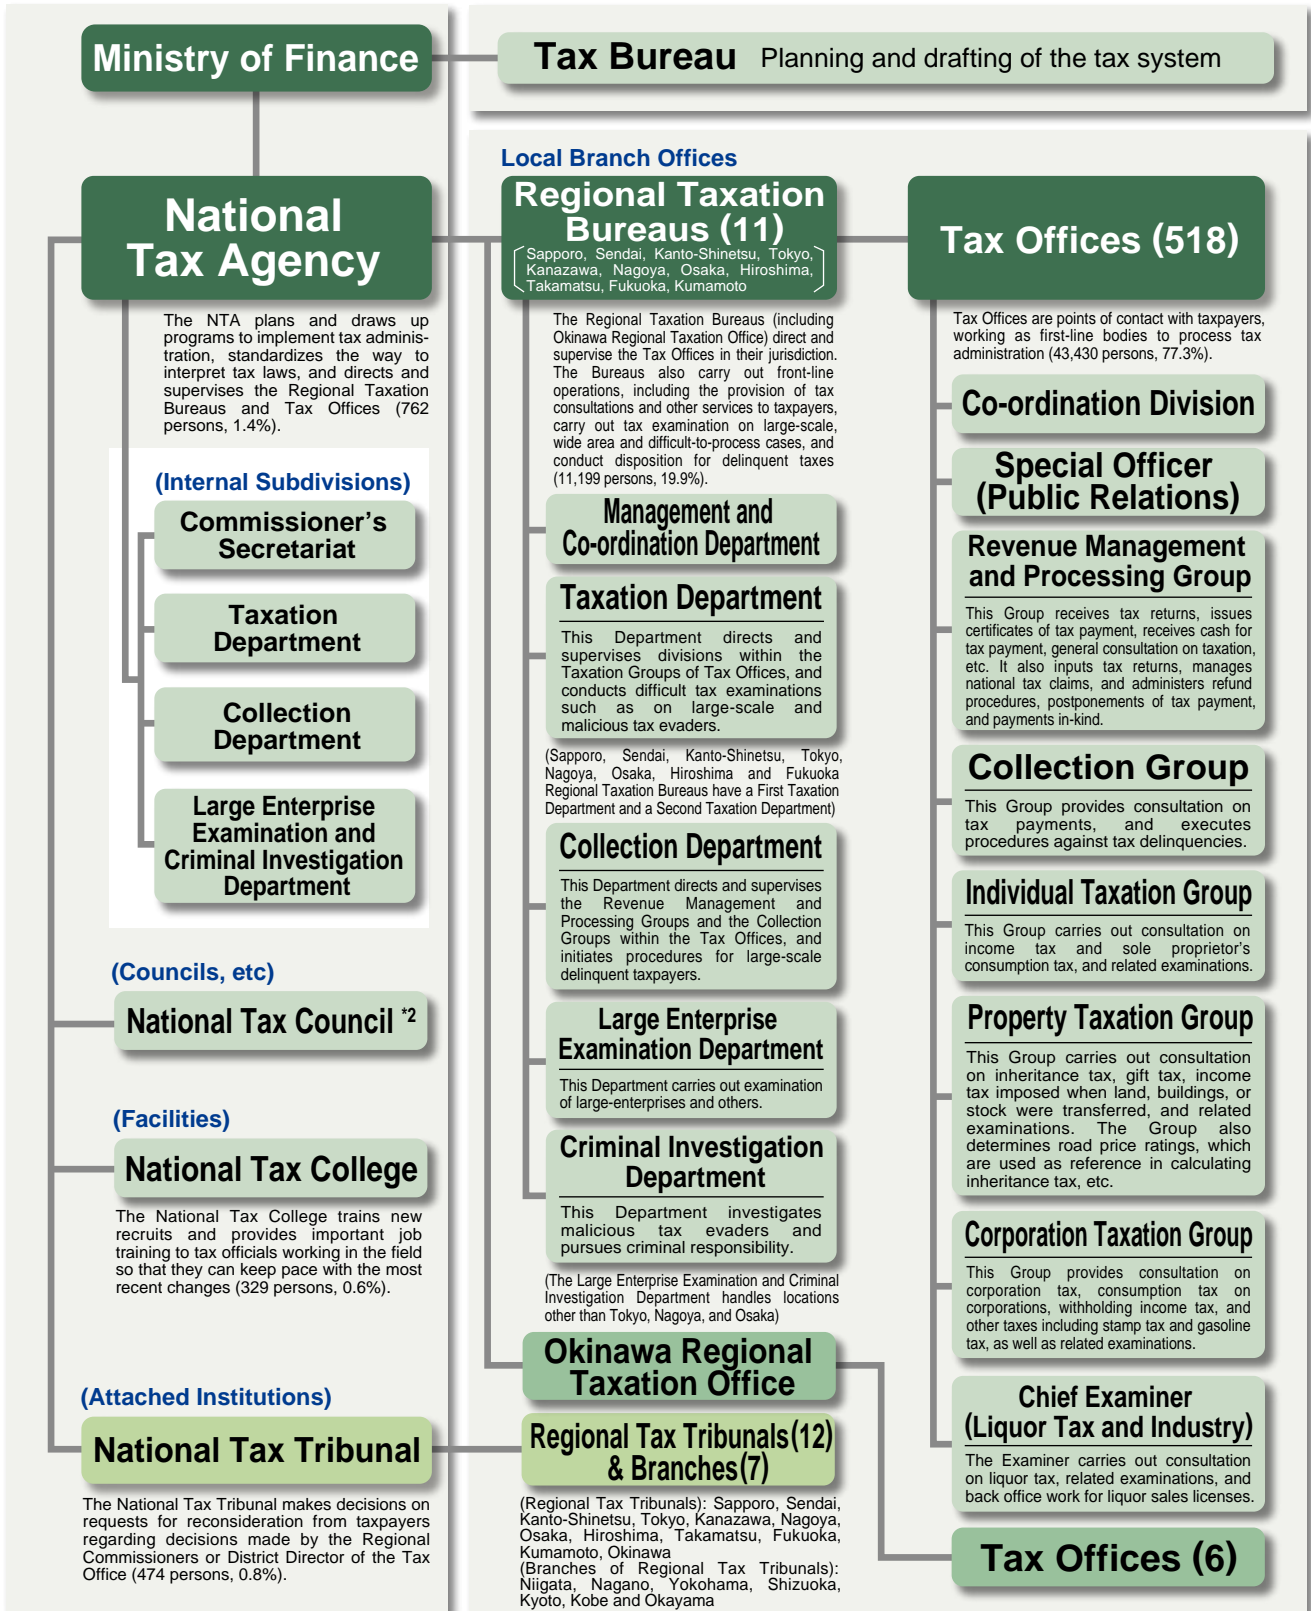 Ministry of Finance
Tax Bureau Planning and drafting of the tax system
National
Tax Agency
The NTA plans and draws up
programs to implement tax adminis-
tration, standardizes the way to
interpret tax laws, and directs and
supervises the Regional Taxation
Bureaus and Tax Offices (762
persons, 1.4%).
(Internal Subdivisions)
Commissioner's
Secretariat
Taxation
Department
Collection
Department
Large Enterprise
Examination and
Criminal Investigation
Department
(Councils, etc)
National Tax Council *2
(Facilities)
National Tax College
The National Tax College trains new
recruits and provides important job
training to tax officials working in the field
so that they can keep pace with the most
recent changes (329 persons, 0.6%).
(Attached Institutions)
National Tax Tribunal
The National Tax Tribunal makes decisions on
requests for reconsideration from taxpayers
regarding decisions made by the Regional
Commissioners or District Director of the Tax
Office (474 persons, 0.8%).
Local Branch Offices
Regional Taxation
Bureaus (11)
Sapporo, Sendai, Kanto-Shinetsu, Tokyo,
Kanazawa, Nagoya, Osaka, Hiroshima,
Takamatsu, Fukuoka, Kumamoto
The Regional Taxation Bureaus (including
Okinawa Regional Taxation Office) direct and
supervise the Tax Offices in their jurisdiction.
The Bureaus also carry out front-line
operations, including the provision of tax
consultations and other services to taxpayers,
carry out tax examination on large-scale,
wide area and difficult-to-process cases, and
conduct disposition for delinquent taxes
(11,199 persons, 19.9%).
Management and
Co-ordination Department
Taxation Department
This Department directs and
supervises divisions within the
Taxation Groups of Tax Offices, and
conducts difficult tax examinations
such as on large-scale and
malicious tax evaders.
(Sapporo, Sendai, Kanto-Shinetsu, Tokyo,
Nagoya, Osaka, Hiroshima and Fukuoka
Regional Taxation Bureaus have a First Taxation
Department and a Second Taxation Department)
Collection Department
This Department directs and supervises
the Revenue Management and
Processing Groups and the Collection
Groups within the Tax Offices, and
initiates procedures for large-scale
delinquent taxpayers.
Large Enterprise
Examination Department
This Department carries out examination
of large-enterprises and others.
Criminal Investigation
Department
This Department investigates
malicious tax evaders and
pursues criminal responsibility.
(The Large Enterprise Examination and Criminal
Investigation Department handles locations
other than Tokyo, Nagoya, and Osaka)
Okinawa Regional
Taxation Office
Regional Tax Tribunals (12)
& Branches (7)
(Regional Tax Tribunals): Sapporo, Sendai,
Kanto-Shinetsu, Tokyo, Kanazawa, Nagoya,
Osaka, Hiroshima, Takamatsu, Fukuoka,
Kumamoto, Okinawa
(Branches of Regional Tax Tribunals):
Niigata, Nagano, Yokohama, Shizuoka,
Kyoto, Kobe and Okayama
Tax Offices (518)
Tax Offices are points of contact with taxpayers,
working as first-line bodies to process tax
administration (43,430 persons, 77.3%).
Co-ordination Division
Special Officer
(Public Relations)
Revenue Management
and Processing Group
This Group receives tax returns, issues
certificates of tax payment, receives cash for
tax payment, general consultation on taxation,
etc. It also inputs tax returns, manages
national tax claims, and administers refund
procedures, postponements of tax payment,
and payments in-kind.
Collection Group
This Group provides consultation on
tax payments, and executes
procedures against tax delinquencies.
Individual Taxation Group
This Group carries out consultation on
income tax and sole proprietor's
consumption tax, and related examinations.
Property Taxation Group
This Group carries out consultation
on inheritance tax, gift tax, income
tax imposed when land, buildings, or
stock were transferred, and related
examinations. The Group also
determines road price ratings, which
are used as reference in calculating
inheritance tax, etc.
Corporation Taxation Group
This Group provides consultation on
corporation tax, consumption tax on
corporations, withholding income tax, and
other taxes including stamp tax and gasoline
tax, as well as related examinations.
Chief Examiner
(Liquor Tax and Industry)
The Examiner carries out consultation
on liquor tax, related examinations, and
back office work for liquor sales licenses.
Tax Offices (6)